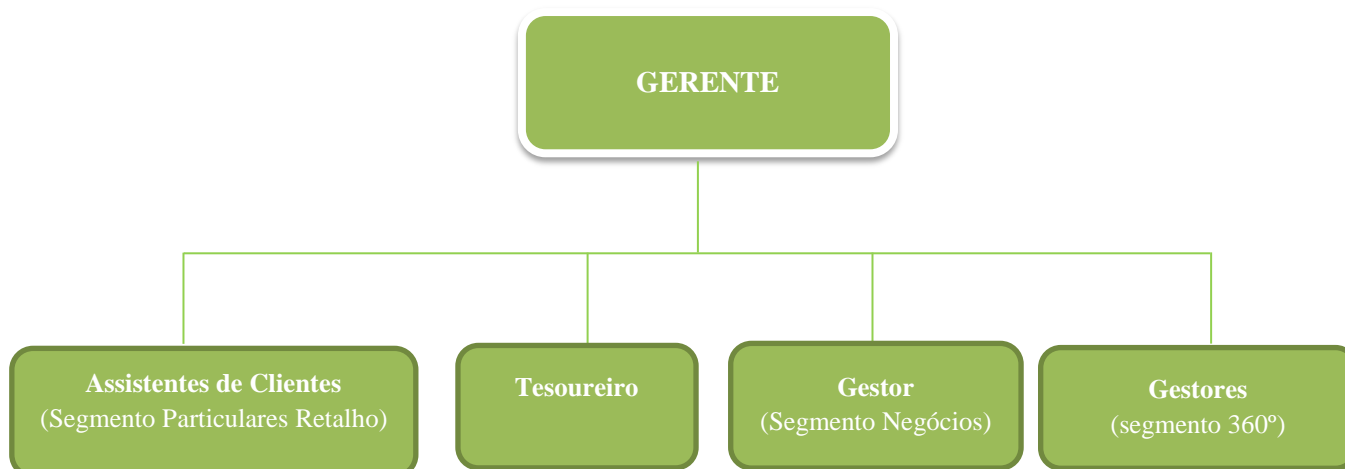 GERENTE
Assistentes de Clientes
(Segmento Particulares Retalho)
Tesoureiro
Gestor
(Segmento Negócios)
Gestores
(segmento 360º)